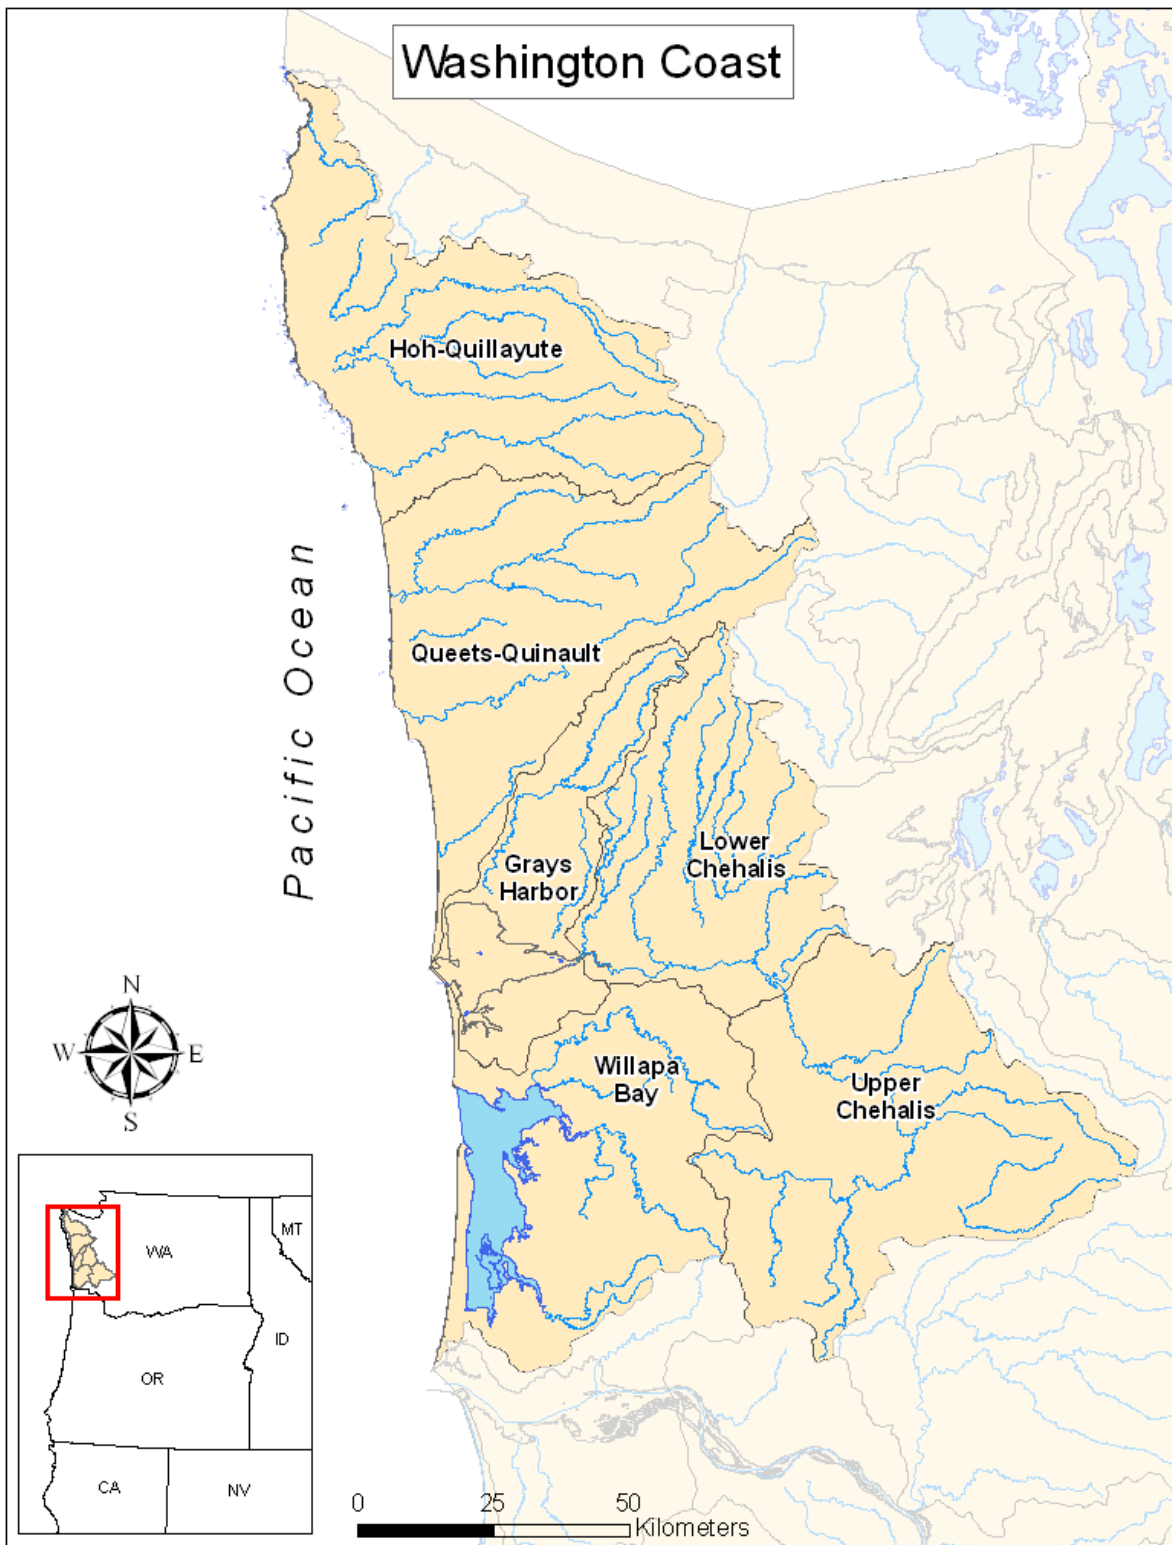 Washington Coast
Hoh-Quillayute
Pacific Ocean
Queets-Quinault
Lower
Chehalis
Grays
Harbor
N
W
E
S
Willapa
Bay
Upper
Chehalis
MT
WA
ID
OR
CA
NV
0 25 50
Kilometers